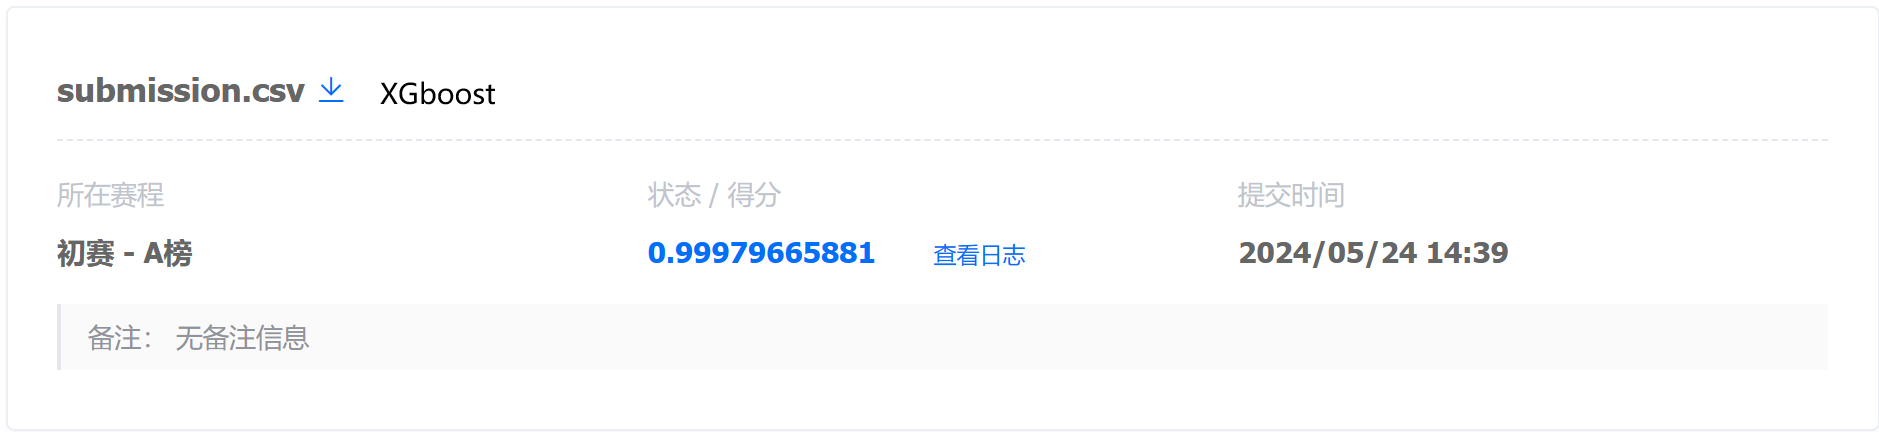 submission.csv XGboost
所在赛程 状态 / 得分 提交时间
初赛 - A榜 0.99979665881 查看日志 2024/05/24 14:39
备注： 无备注信息